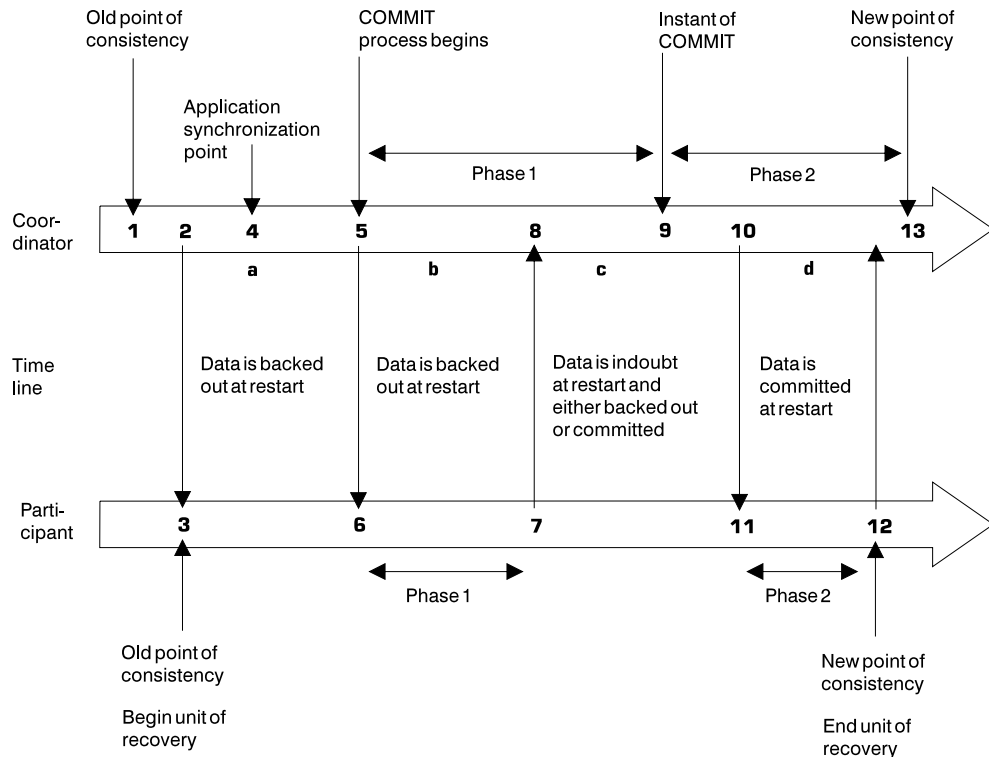 Old point of
consistency
COMMIT
process begins
Instant of
COMMIT
New point of
consistency
Application
synchronization
point
Phase 1
Phase 2
Coor-
dinator
1 2 4 5 8 9 10 13
a b c d
Time
line
Data is backed
out at restart
Data is backed
out at restart
Data is indoubt
at restart and
either backed out
or committed
Data is
committed
at restart
Parti-
cipant
3 6 7 11 12
Phase 1
Phase 2
Old point of
consistency
Begin unit of
recovery
New point of
consistency
End unit of
recovery